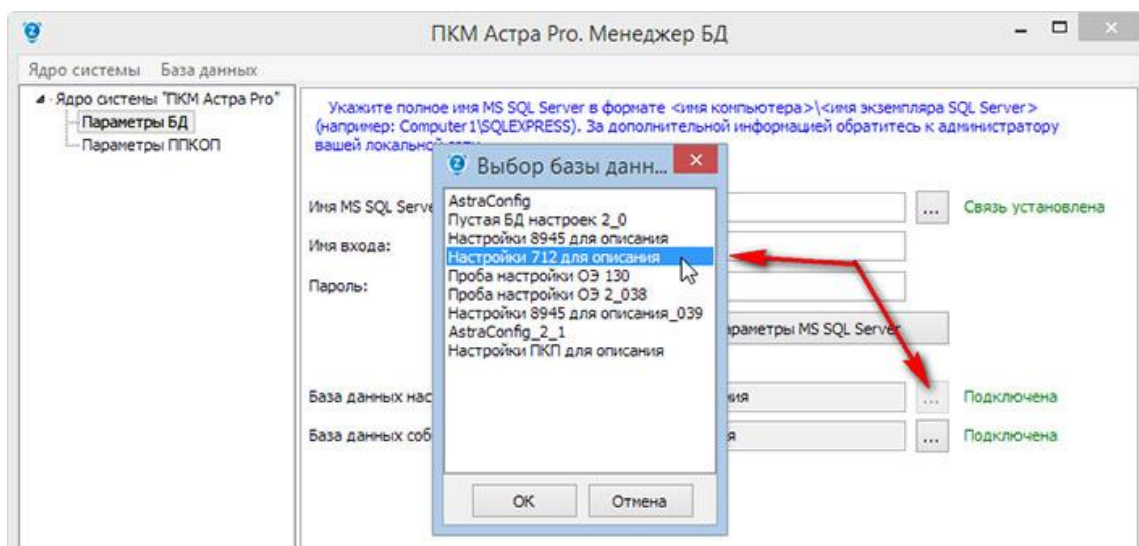 ПКМ Астра Pro. Менеджер БД
Ядро системы База данных
Ядро системы "ПКМ Астра Pro"
Параметры БД
Параметры ППКОП
Укажите полное имя MS SQL Server в формате <имя компьютера>\<имя экземпляра SQL Server>
(например: Computer1\SQLEXPRESS). За дополнительной информацией обратитесь к администратору
вашей локальной
Выбор базы данн...
Имя MS SQL Serve
... Связь установлена
Имя входа:
Пароль:
AstraConfig
Пустая БД настроек 2_0
Настройки 8945 для описания
Настройки 712 для описания
Проба настройки ОЭ 130
Проба настройки ОЭ 2_038
Настройки 8945 для описания_039
AstraConfig_2_1
Настройки ПКП для описания
араметры MS SQL Server
База данных нас
ия ... Подключена
База данных соб
я ... Подключена
ОК Отмена